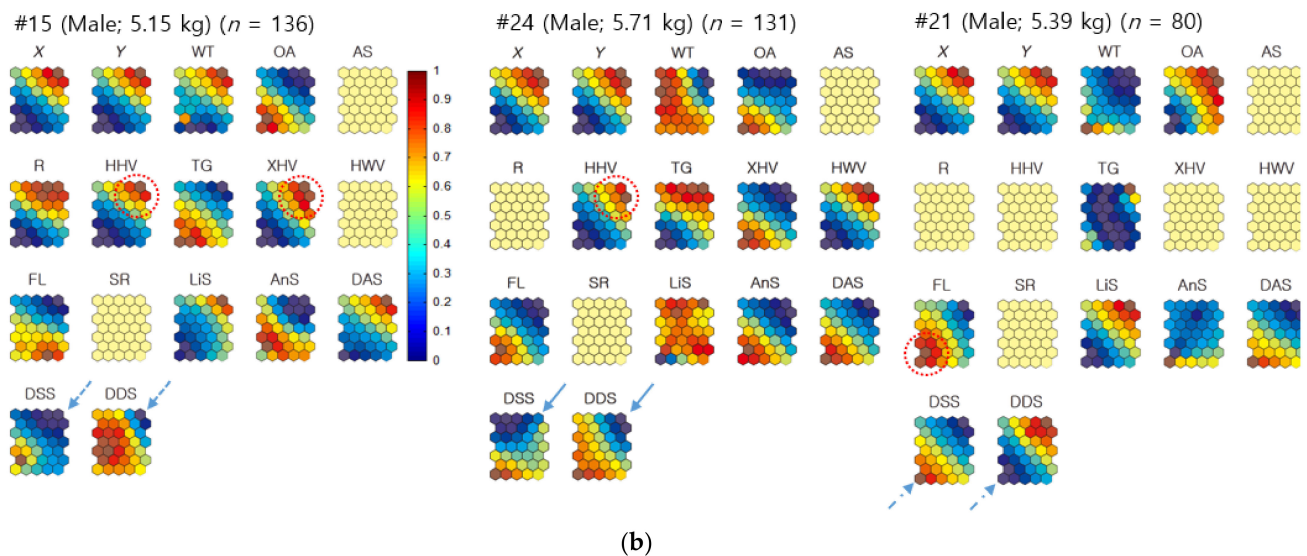 #15 (Male; 5.15 kg) (n = 136)
X Y WT OA AS
R HHV TG XHV HWV
FL SR LiS AnS DAS
DSS DDS
1
0.9
0.8
0.7
0.6
0.5
0.4
0.3
0.2
0.1
0
#24 (Male; 5.71 kg) (n = 131)
X Y WT OA AS
R HHV TG XHV HWV
FL SR LiS AnS DAS
DSS DDS
#21 (Male; 5.39 kg) (n = 80)
X Y WT OA AS
R HHV TG XHV HWV
FL SR LiS AnS DAS
DSS DDS
(b)